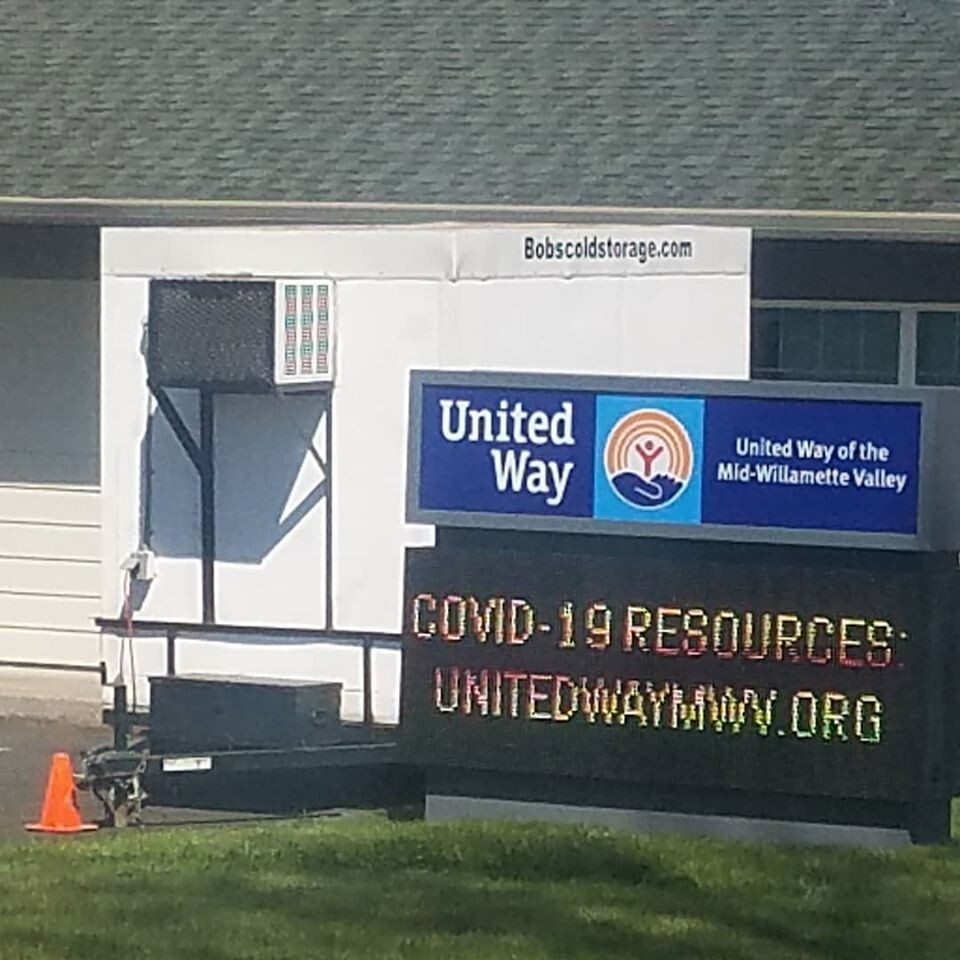 Bobscoldstorage.com
United
Way
United Way of the
Mid-Willamette Valley
COVID-19 RESOURCES:
UNITEDWAYMWV.ORG